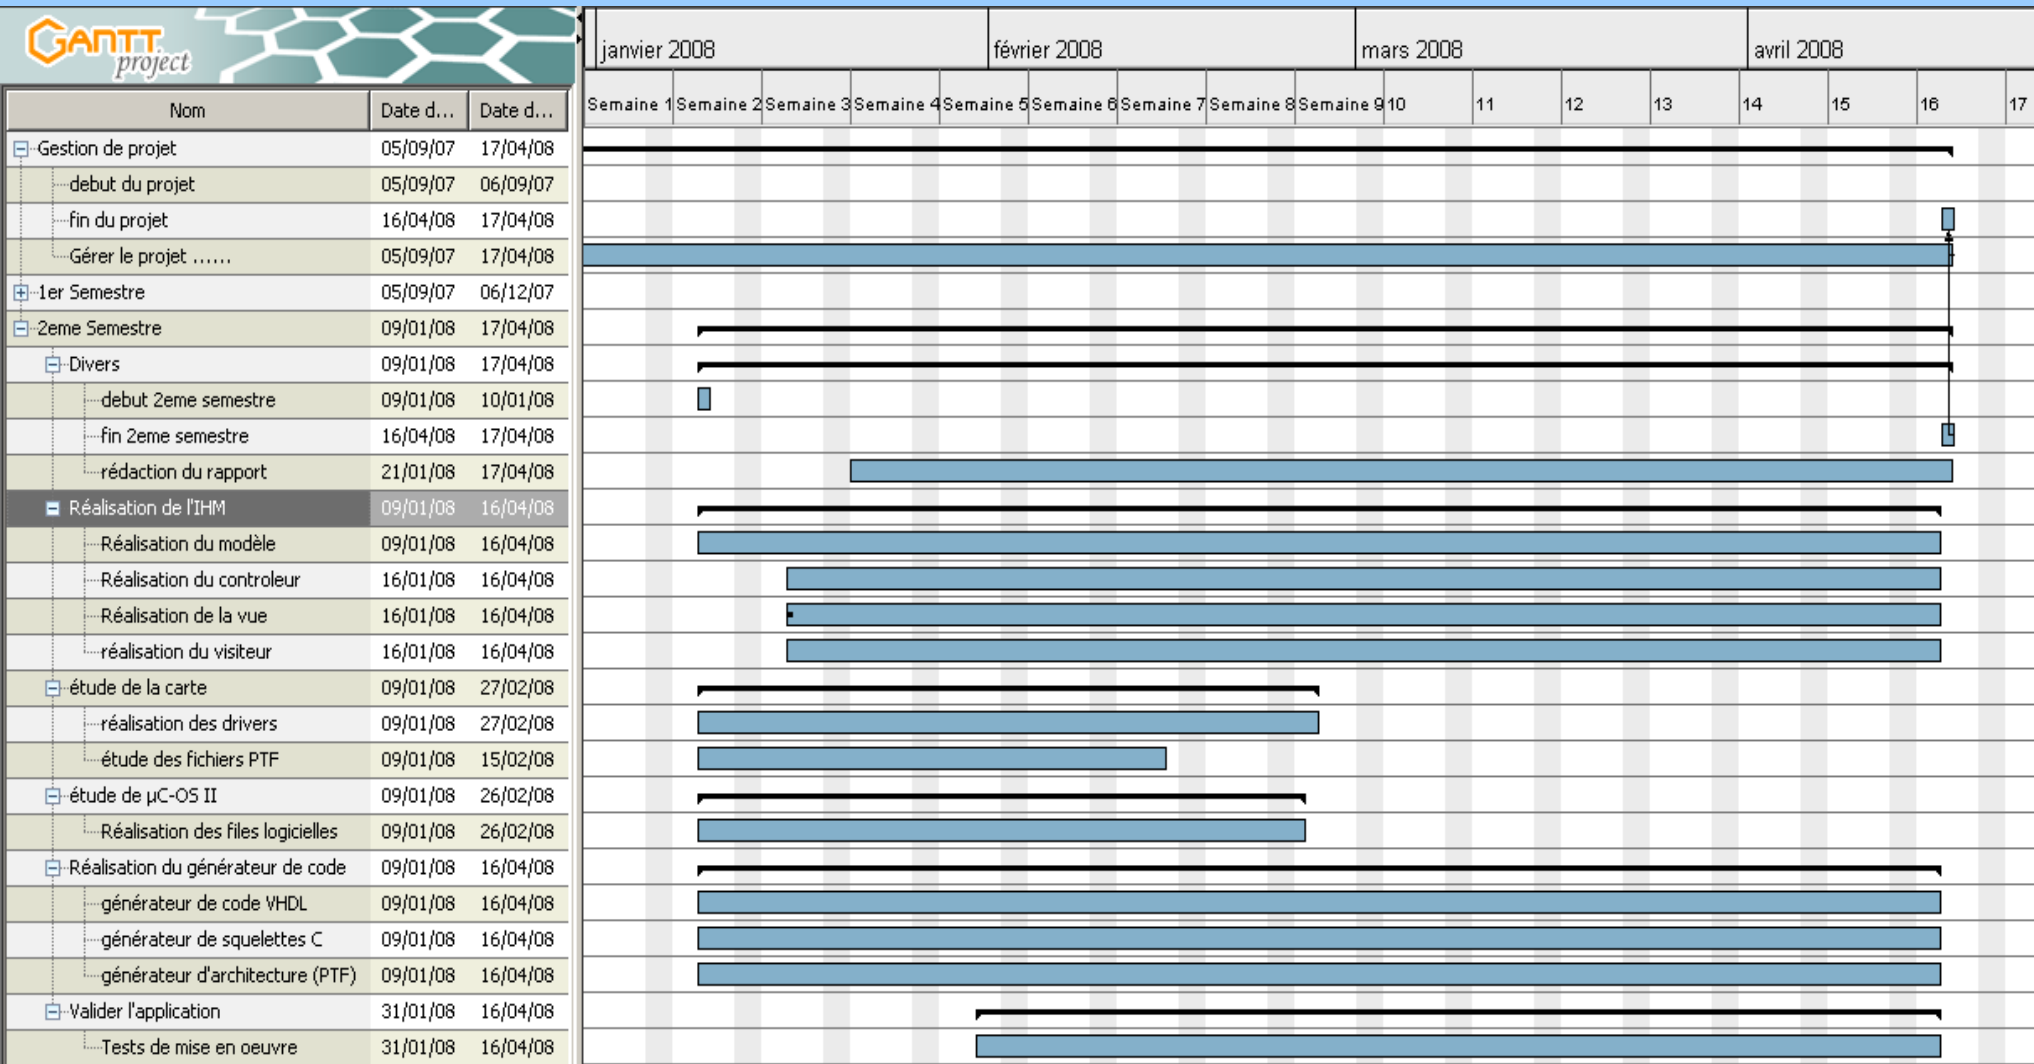 GANTT
project
janvier 2008 février 2008 mars 2008 avril 2008
Semaine 1 Semaine 2 Semaine 3 Semaine 4 Semaine 5 Semaine 6 Semaine 7 Semaine 8 Semaine 9 10 11 12 13 14 15 16 17
Nom Date d... Date d...
Gestion de projet 05/09/07 17/04/08
debut du projet 05/09/07 06/09/07
fin du projet 16/04/08 17/04/08
Gérer le projet ...... 05/09/07 17/04/08
1er Semestre 05/09/07 06/12/07
2eme Semestre 09/01/08 17/04/08
Divers 09/01/08 17/04/08
debut 2eme semestre 09/01/08 10/01/08
fin 2eme semestre 16/04/08 17/04/08
rédaction du rapport 21/01/08 17/04/08
Réalisation de l'IHM 09/01/08 16/04/08
Réalisation du modèle 09/01/08 16/04/08
Réalisation du controleur 16/01/08 16/04/08
Réalisation de la vue 16/01/08 16/04/08
réalisation du visiteur 16/01/08 16/04/08
étude de la carte 09/01/08 27/02/08
réalisation des drivers 09/01/08 27/02/08
étude des fichiers PTF 09/01/08 15/02/08
étude de µC-OS II 09/01/08 26/02/08
Réalisation des files logicielles 09/01/08 26/02/08
Réalisation du générateur de code 09/01/08 16/04/08
générateur de code VHDL 09/01/08 16/04/08
générateur de squelettes C 09/01/08 16/04/08
générateur d'architecture (PTF) 09/01/08 16/04/08
Valider l'application 31/01/08 16/04/08
Tests de mise en oeuvre 31/01/08 16/04/08